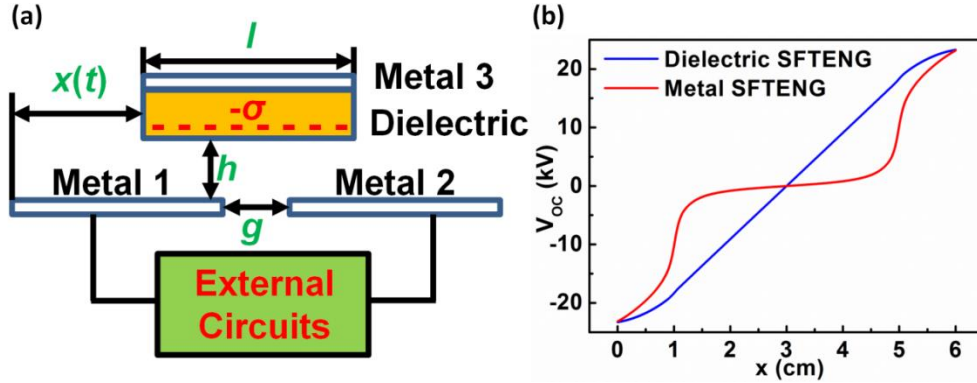 (a)
l
x(t)
Metal 3
-σ
Dielectric
h
Metal 1
Metal 2
g
External
Circuits
(b)
Dielectric SFTENG
Metal SFTENG
V_OC (kV)
20
10
0
-10
-20
0 1 2 3 4 5 6
x (cm)